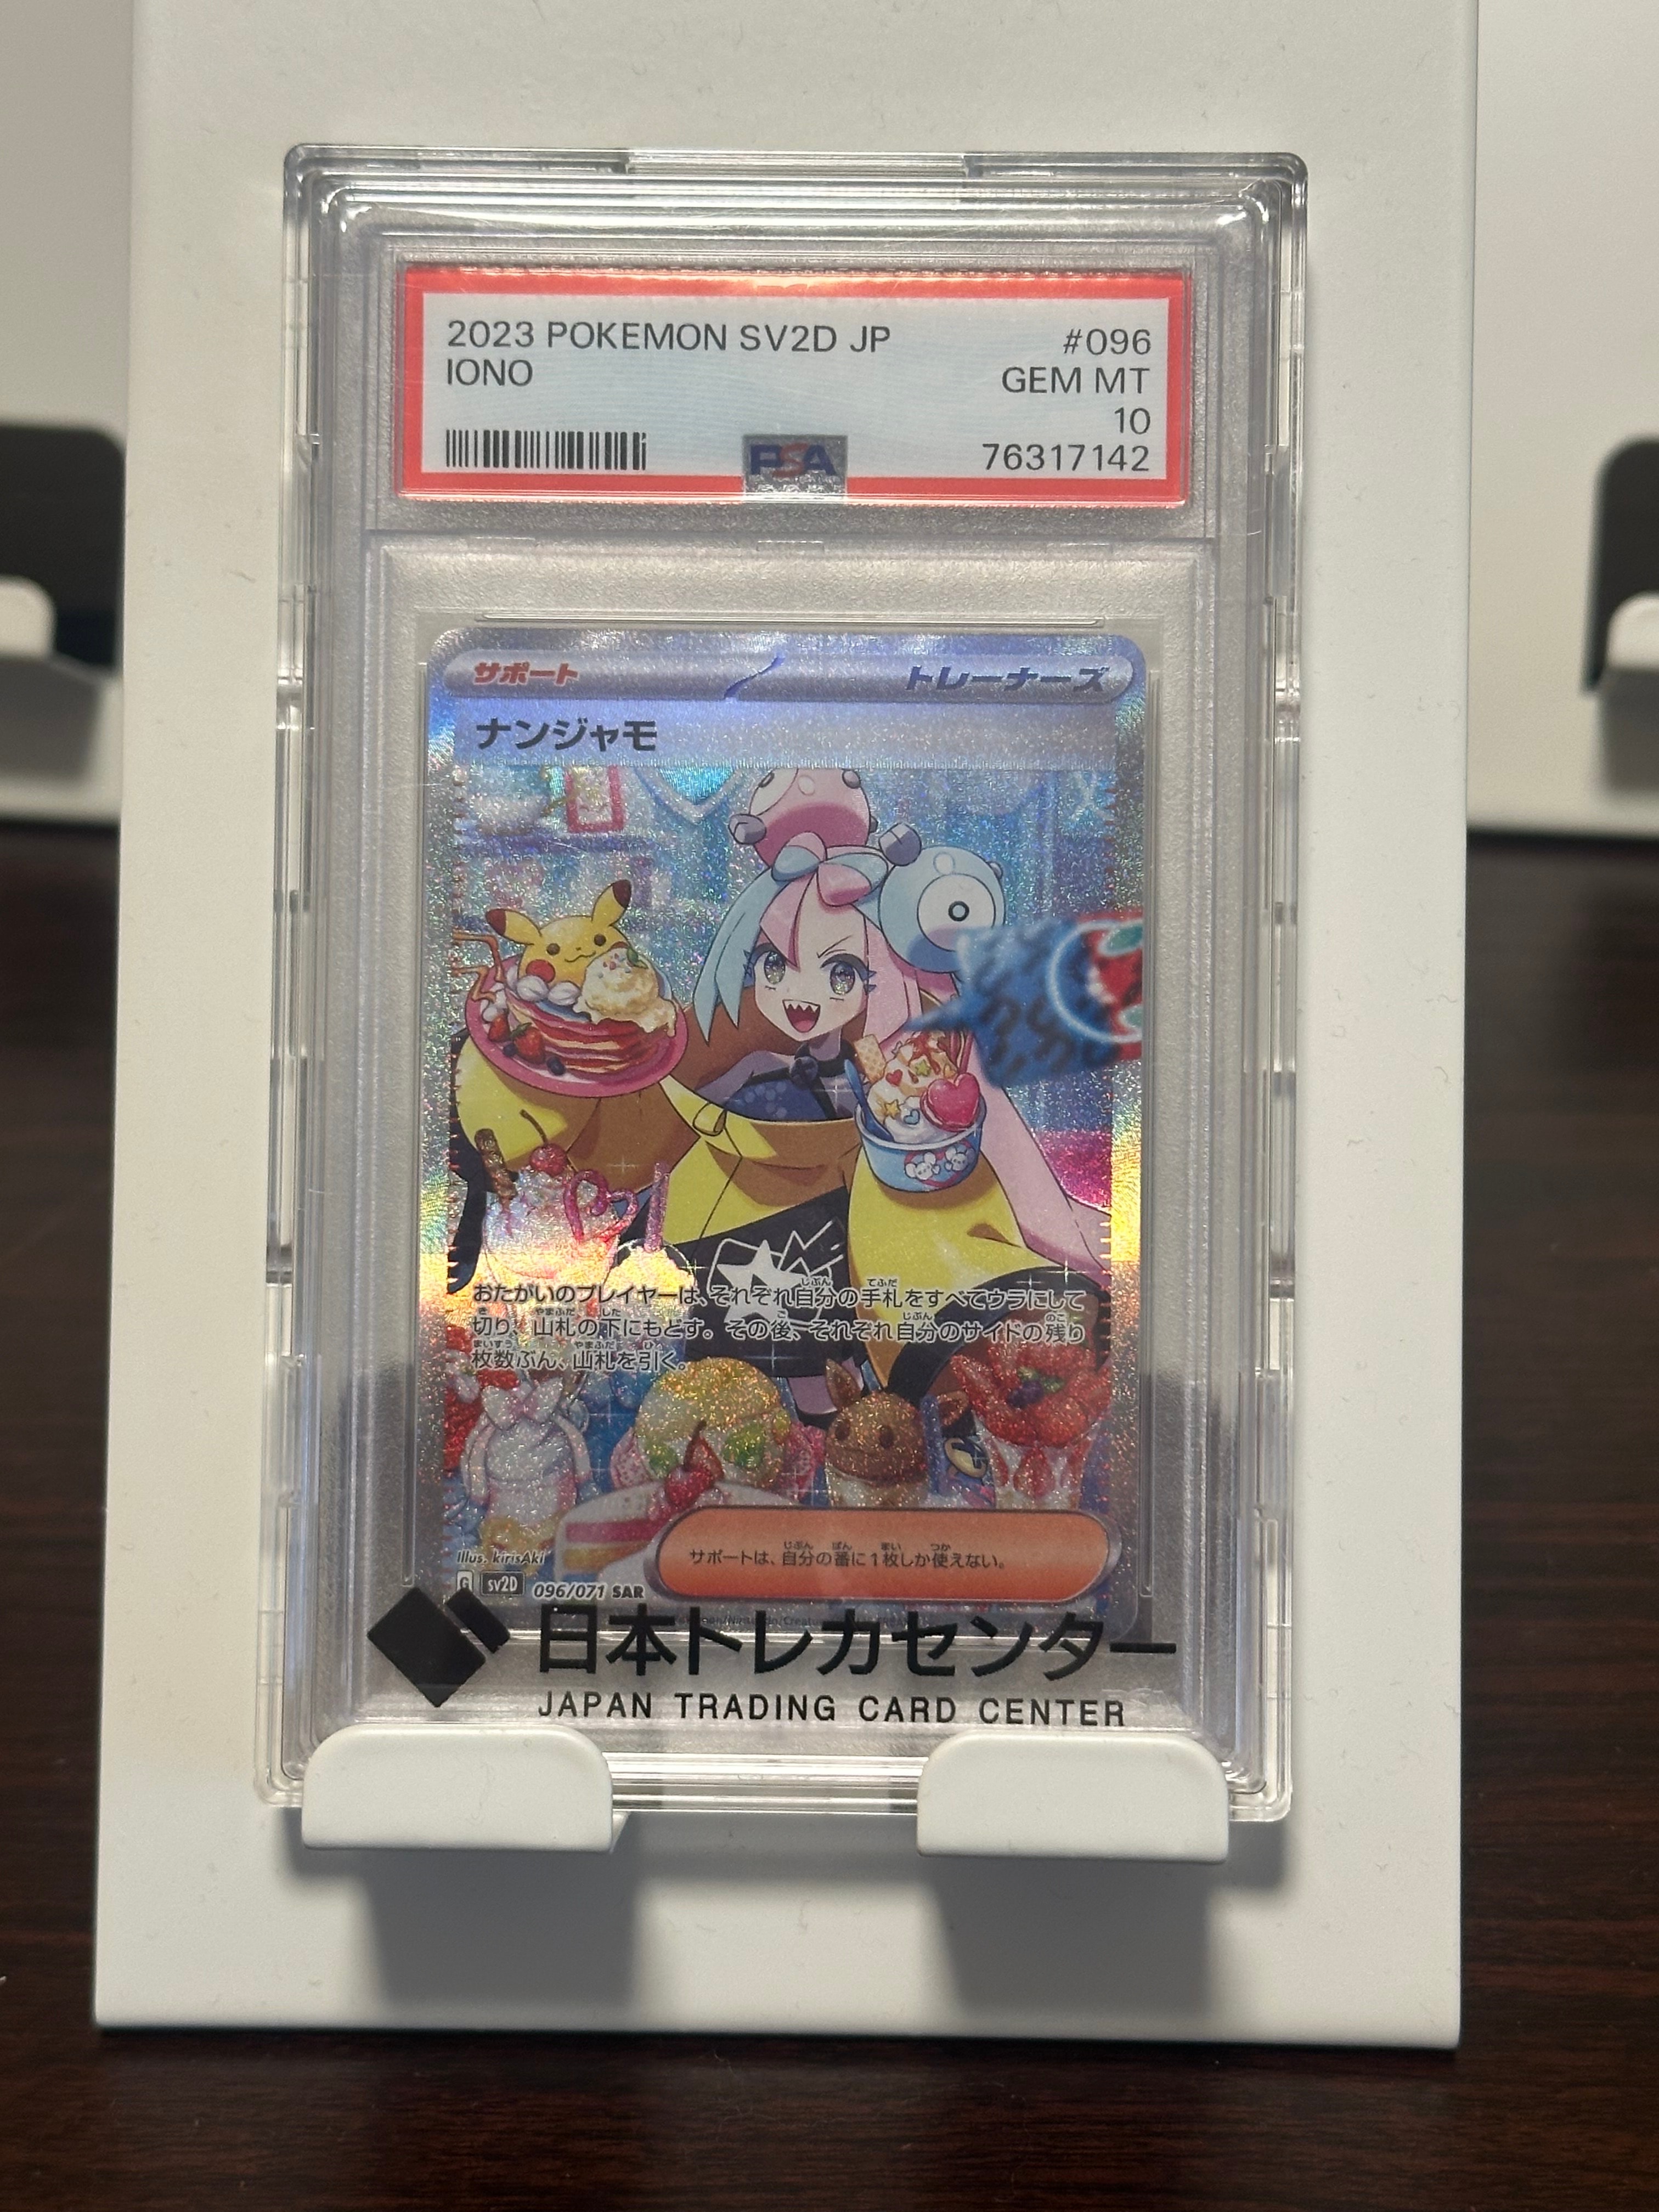 2023 POKEMON SV2D JP #096
IONO GEM MT
10
PSA 76317142
サポート トレーナーズ
ナンジャモ
おたがいのプレイヤーは、それぞれ自分の手札をすべてウラにして
切り、山札の下にもどす。その後、それぞれ自分のサイドの残り
枚数ぶん、山札を引く。
サポートは、自分の番に1枚しか使えない。
Illus. kirisAki
G sv2D 096/071 SAR
日本トレカセンター
JAPAN TRADING CARD CENTER